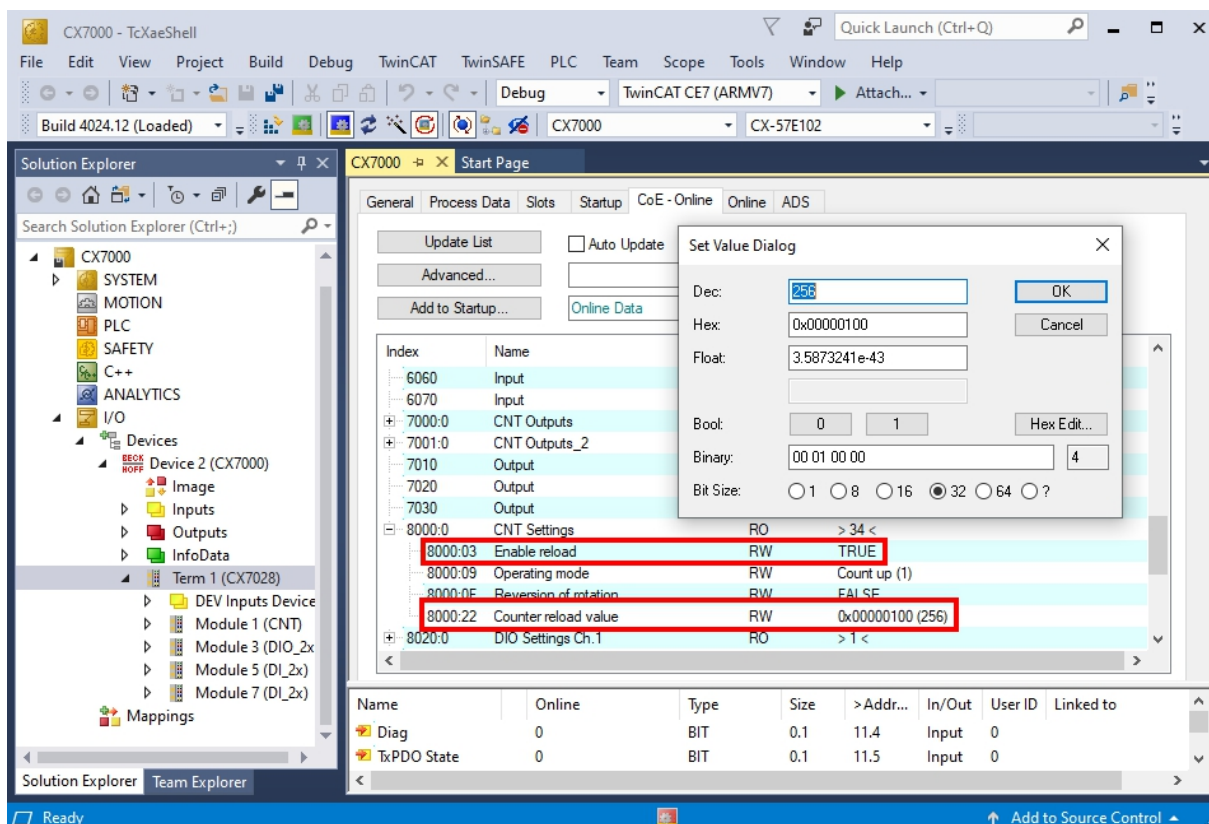 CX7000 - TcXaeShell
Quick Launch (Ctrl+Q)
File Edit View Project Build Debug TwinCAT TwinSAFE PLC Team Scope Tools Window Help
Debug TwinCAT CE7 (ARMV7) Attach...
Build 4024.12 (Loaded) CX7000 CX-57E102
Solution Explorer
Search Solution Explorer (Ctrl+;)
CX7000
SYSTEM
MOTION
PLC
SAFETY
C++
ANALYTICS
I/O
Devices
BECK
HOFF
Device 2 (CX7000)
Image
Inputs
Outputs
InfoData
Term 1 (CX7028)
DEV Inputs Device
Module 1 (CNT)
Module 3 (DIO_2x
Module 5 (DI_2x)
Module 7 (DI_2x)
Mappings
Solution Explorer Team Explorer
CX7000 Start Page
General Process Data Slots Startup CoE - Online Online ADS
Update List Auto Update
Advanced...
Add to Startup... Online Data
Index Name
6060 Input
6070 Input
7000:0 CNT Outputs
7001:0 CNT Outputs_2
7010 Output
7020 Output
7030 Output
8000:0 CNT Settings RO > 34 <
8000:03 Enable reload RW TRUE
8000:09 Operating mode RW Count up (1)
8000:0E Reversion of rotation RW FALSE
8000:22 Counter reload value RW 0x00000100 (256)
8020:0 DIO Settings Ch.1 RO > 1 <
Set Value Dialog
Dec: 256 OK
Hex: 0x00000100 Cancel
Float: 3.5873241e-43
Bool: 0 1 Hex Edit...
Binary: 00 01 00 00 4
Bit Size: 1 8 16 32 64 ?
Name Online Type Size >Addr... In/Out User ID Linked to
Diag 0 BIT 0.1 11.4 Input 0
TxPDO State 0 BIT 0.1 11.5 Input 0
Ready Add to Source Control